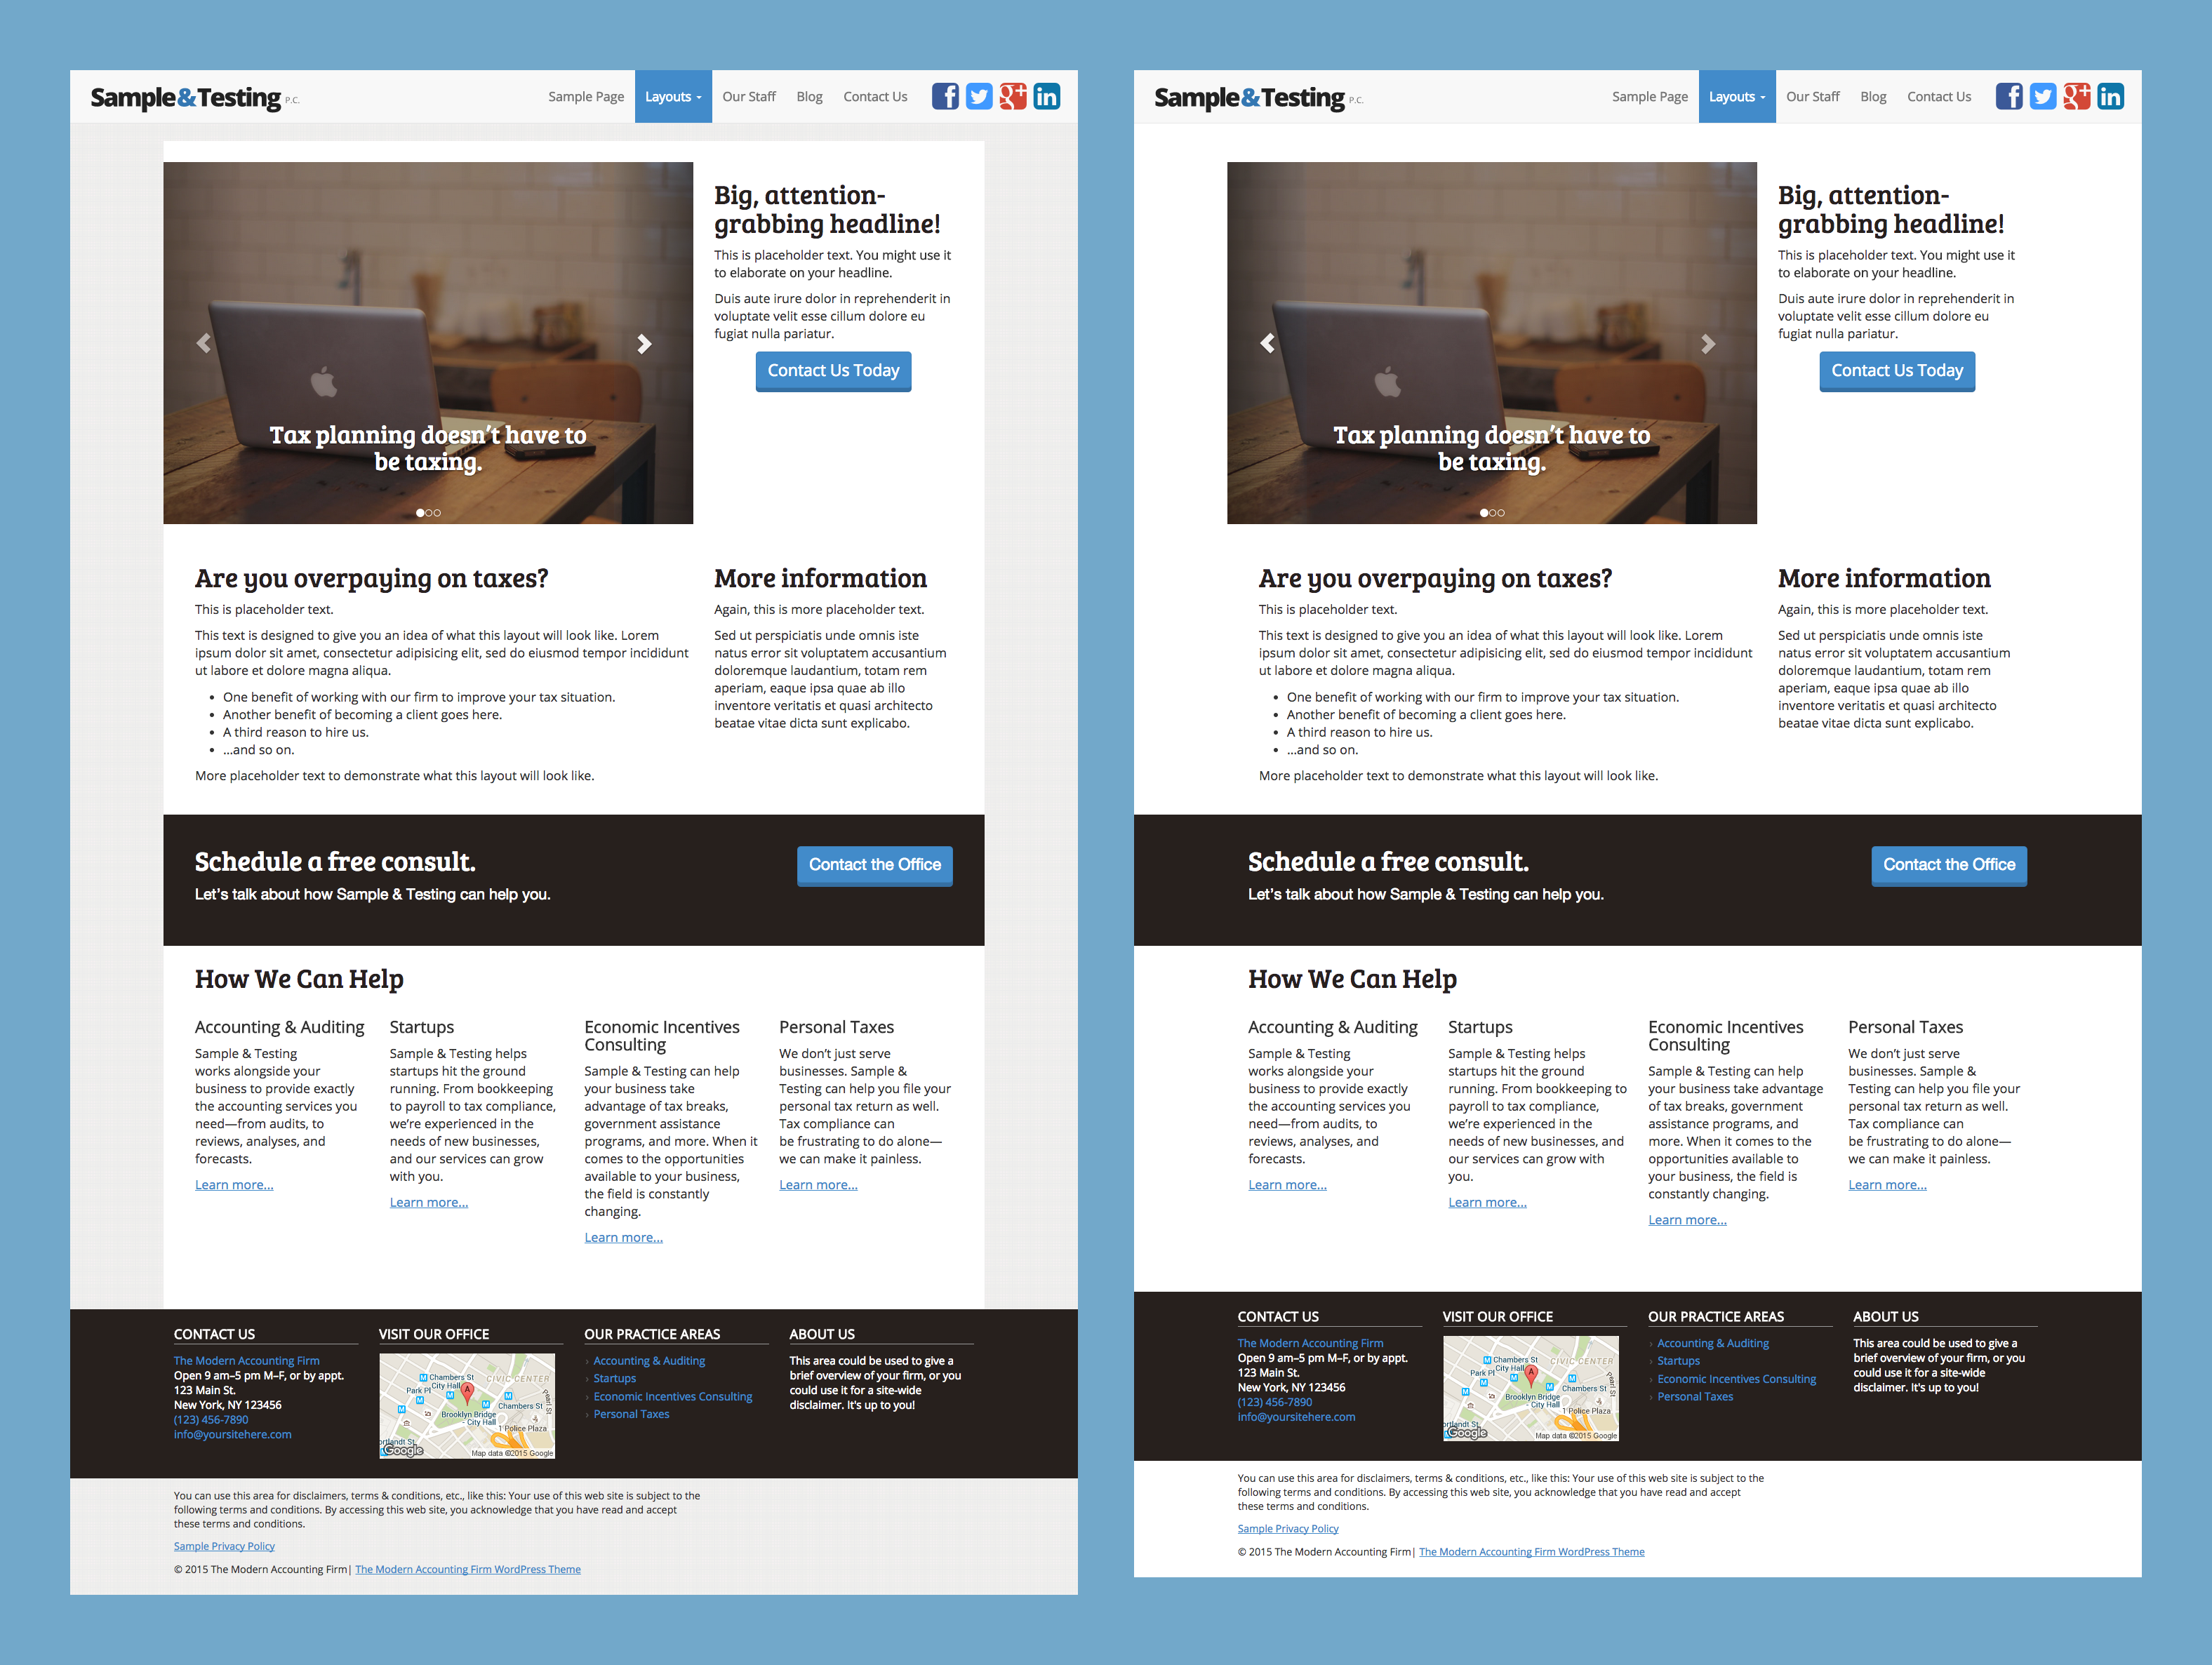 Sample&Testing P.C.
Sample Page Layouts Our Staff Blog Contact Us
Big, attention-
grabbing headline!
This is placeholder text. You might use it
to elaborate on your headline.
Duis aute irure dolor in reprehenderit in
voluptate velit esse cillum dolore eu
fugiat nulla pariatur.
Contact Us Today
Tax planning doesn't have to
be taxing.
Are you overpaying on taxes?
This is placeholder text.
This text is designed to give you an idea of what this layout will look like. Lorem
ipsum dolor sit amet, consectetur adipisicing elit, sed do eiusmod tempor incididunt
ut labore et dolore magna aliqua.
• One benefit of working with our firm to improve your tax situation.
• Another benefit of becoming a client goes here.
• A third reason to hire us.
• ...and so on.
More placeholder text to demonstrate what this layout will look like.
More information
Again, this is more placeholder text.
Sed ut perspiciatis unde omnis iste
natus error sit voluptatem accusantium
doloremque laudantium, totam rem
aperiam, eaque ipsa quae ab illo
inventore veritatis et quasi architecto
beatae vitae dicta sunt explicabo.
Schedule a free consult.
Let's talk about how Sample & Testing can help you.
Contact the Office
How We Can Help
Accounting & Auditing
Sample & Testing
works alongside your
business to provide exactly
the accounting services you
need—from audits, to
reviews, analyses, and
forecasts.
Learn more...
Startups
Sample & Testing helps
startups hit the ground
running. From bookkeeping
to payroll to tax compliance,
we're experienced in the
needs of new businesses,
and our services can grow
with you.
Learn more...
Economic Incentives
Consulting
Sample & Testing can help
your business take
advantage of tax breaks,
government assistance
programs, and more. When it
comes to the opportunities
available to your business,
the field is constantly
changing.
Learn more...
Personal Taxes
We don't just serve
businesses. Sample &
Testing can help you file your
personal tax return as well.
Tax compliance can
be frustrating to do alone—
we can make it painless.
Learn more...
CONTACT US
The Modern Accounting Firm
Open 9 am–5 pm M–F, or by appt.
123 Main St.
New York, NY 123456
(123) 456-7890
info@yoursitehere.com
VISIT OUR OFFICE
Chambers St
City Hall
CIVIC CENTER
Park Pl
Pearl St
A
Chambers St
Brooklyn Bridge
- City Hall
1 Police Plaza
Google
Map data ©2015 Google
OUR PRACTICE AREAS
› Accounting & Auditing
› Startups
› Economic Incentives Consulting
› Personal Taxes
ABOUT US
This area could be used to give a
brief overview of your firm, or you
could use it for a site-wide
disclaimer. It's up to you!
You can use this area for disclaimers, terms & conditions, etc., like this: Your use of this web site is subject to the
following terms and conditions. By accessing this web site, you acknowledge that you have read and accept
these terms and conditions.
Sample Privacy Policy
© 2015 The Modern Accounting Firm| The Modern Accounting Firm WordPress Theme
Sample&Testing P.C.
Sample Page Layouts Our Staff Blog Contact Us
Big, attention-
grabbing headline!
This is placeholder text. You might use it
to elaborate on your headline.
Duis aute irure dolor in reprehenderit in
voluptate velit esse cillum dolore eu
fugiat nulla pariatur.
Contact Us Today
Tax planning doesn't have to
be taxing.
Are you overpaying on taxes?
This is placeholder text.
This text is designed to give you an idea of what this layout will look like. Lorem
ipsum dolor sit amet, consectetur adipisicing elit, sed do eiusmod tempor incididunt
ut labore et dolore magna aliqua.
• One benefit of working with our firm to improve your tax situation.
• Another benefit of becoming a client goes here.
• A third reason to hire us.
• ...and so on.
More placeholder text to demonstrate what this layout will look like.
More information
Again, this is more placeholder text.
Sed ut perspiciatis unde omnis iste
natus error sit voluptatem accusantium
doloremque laudantium, totam rem
aperiam, eaque ipsa quae ab illo
inventore veritatis et quasi architecto
beatae vitae dicta sunt explicabo.
Schedule a free consult.
Let's talk about how Sample & Testing can help you.
Contact the Office
How We Can Help
Accounting & Auditing
Sample & Testing
works alongside your
business to provide exactly
the accounting services you
need—from audits, to
reviews, analyses, and
forecasts.
Learn more...
Startups
Sample & Testing helps
startups hit the ground
running. From bookkeeping to
payroll to tax compliance,
we're experienced in the
needs of new businesses, and
our services can grow with
you.
Learn more...
Economic Incentives
Consulting
Sample & Testing can help
your business take advantage
of tax breaks, government
assistance programs, and
more. When it comes to the
opportunities available to
your business, the field is
constantly changing.
Learn more...
Personal Taxes
We don't just serve
businesses. Sample &
Testing can help you file your
personal tax return as well.
Tax compliance can
be frustrating to do alone—
we can make it painless.
Learn more...
CONTACT US
The Modern Accounting Firm
Open 9 am–5 pm M–F, or by appt.
123 Main St.
New York, NY 123456
(123) 456-7890
info@yoursitehere.com
VISIT OUR OFFICE
Chambers St
City Hall
CIVIC CENTER
Park Pl
Pearl St
A
Chambers St
Brooklyn Bridge
- City Hall
1 Police Plaza
Google
Map data ©2015 Google
OUR PRACTICE AREAS
› Accounting & Auditing
› Startups
› Economic Incentives Consulting
› Personal Taxes
ABOUT US
This area could be used to give a
brief overview of your firm, or you
could use it for a site-wide
disclaimer. It's up to you!
You can use this area for disclaimers, terms & conditions, etc., like this: Your use of this web site is subject to the
following terms and conditions. By accessing this web site, you acknowledge that you have read and accept
these terms and conditions.
Sample Privacy Policy
© 2015 The Modern Accounting Firm| The Modern Accounting Firm WordPress Theme